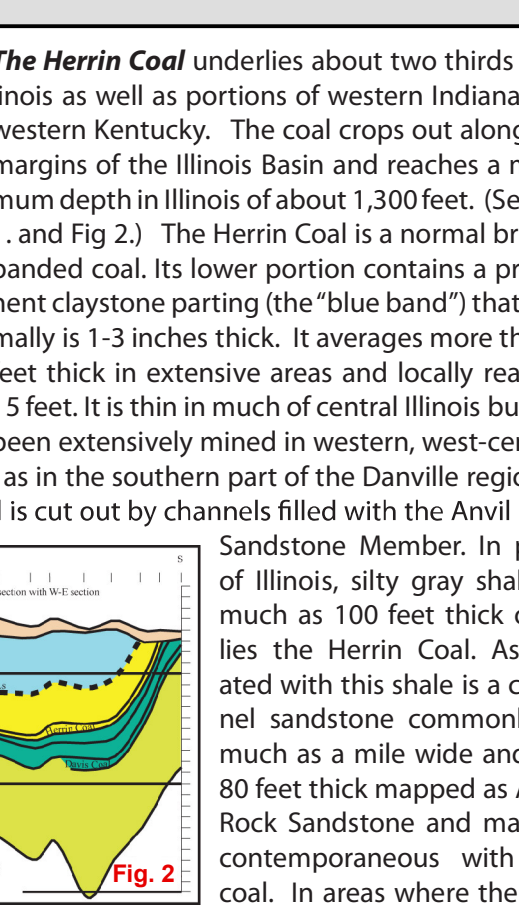 The Herrin Coal underlies about two thirds
inois as well as portions of western Indiana
western Kentucky. The coal crops out along
margins of the Illinois Basin and reaches a m
mum depth in Illinois of about 1,300 feet. (Se
. and Fig 2.) The Herrin Coal is a normal br
banded coal. Its lower portion contains a pr
nent claystone parting (the “blue band”) that
mally is 1-3 inches thick. It averages more th
feet thick in extensive areas and locally rea
5 feet. It is thin in much of central Illinois bu
been extensively mined in western, west-cen
as in the southern part of the Danville regio
l is cut out by channels filled with the Anvil
Sandstone Member. In p
of Illinois, silty gray shal
much as 100 feet thick o
lies the Herrin Coal. As
ated with this shale is a c
nel sandstone commonl
much as a mile wide and
80 feet thick mapped as A
Rock Sandstone and ma
contemporaneous with
coal. In areas where the
S
section with W-E section
Herrin Coal
Davis Coal
Fig. 2